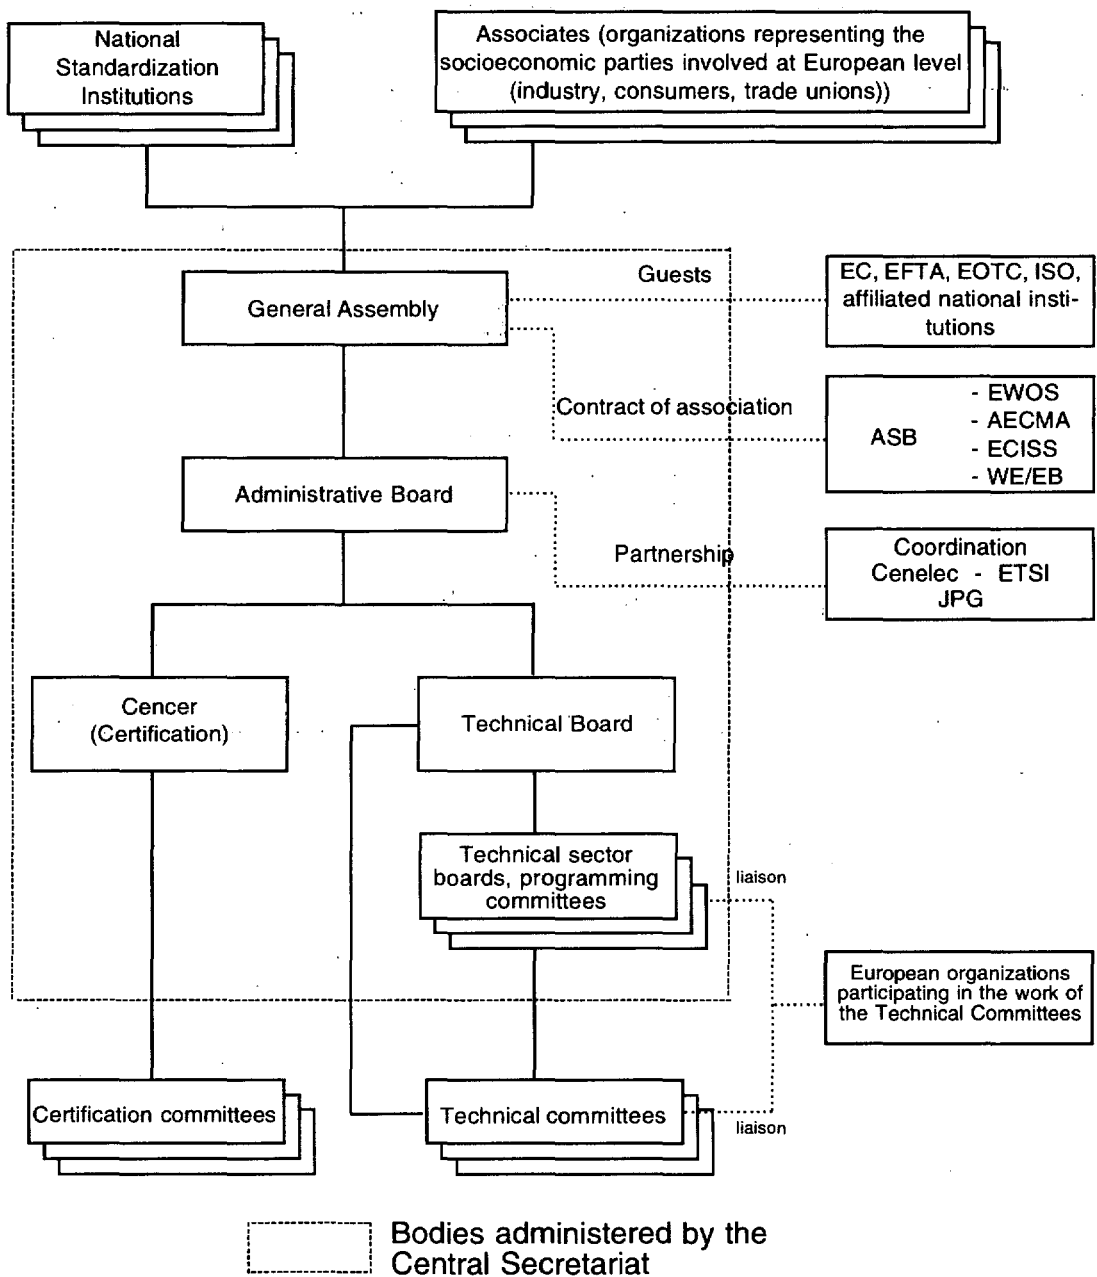 National
Standardization
Institutions
Associates (organizations representing the
socioeconomic parties involved at European level
(industry, consumers, trade unions))
General Assembly
Guests
EC, EFTA, EOTC, ISO,
affiliated national insti-
tutions
Contract of association
ASB
- EWOS
- AECMA
- ECISS
- WE/EB
Administrative Board
Partnership
Coordination
Cenelec - ETSI
JPG
Cencer
(Certification)
Technical Board
Technical sector
boards, programming
committees
liaison
European organizations
participating in the work of
the Technical Committees
Certification committees
Technical committees
liaison
Bodies administered by the
Central Secretariat